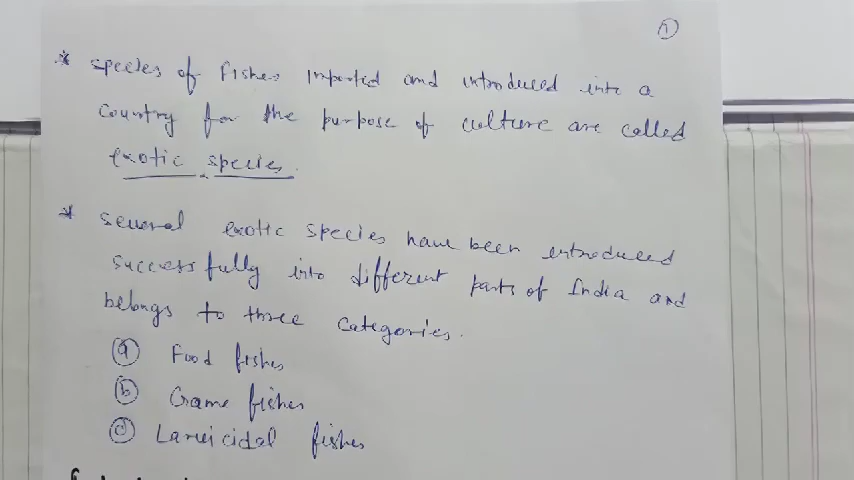 ①
* species of fishes imported and introduced into a
country for the purpose of culture are called
exotic species.
* Several exotic species have been introduced
successfully into different parts of India and
belongs to three categories.
ⓐ Food fishes
ⓑ Game fishes
ⓒ Larvicidal fishes